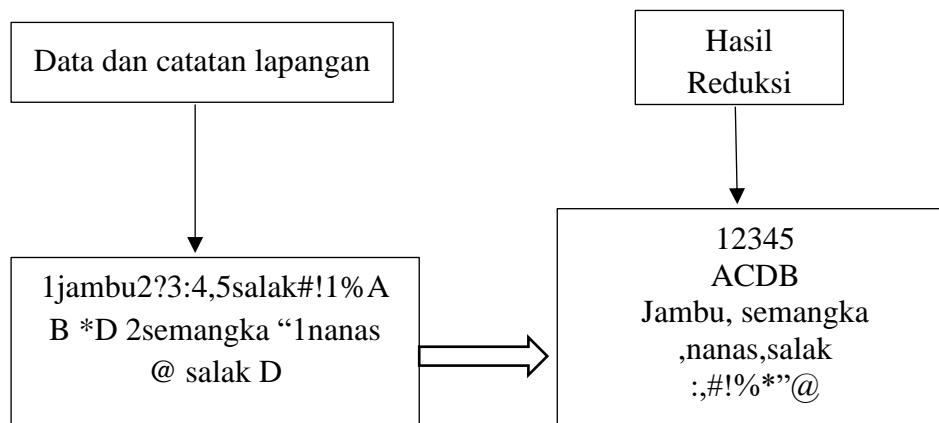 Data dan catatan lapangan
Hasil
Reduksi
1jambu2?3:4,5salak#!1%A
B *D 2semangka “1nanas
@ salak D
12345
ACDB
Jambu, semangka
,nanas,salak
:,#!%*”@